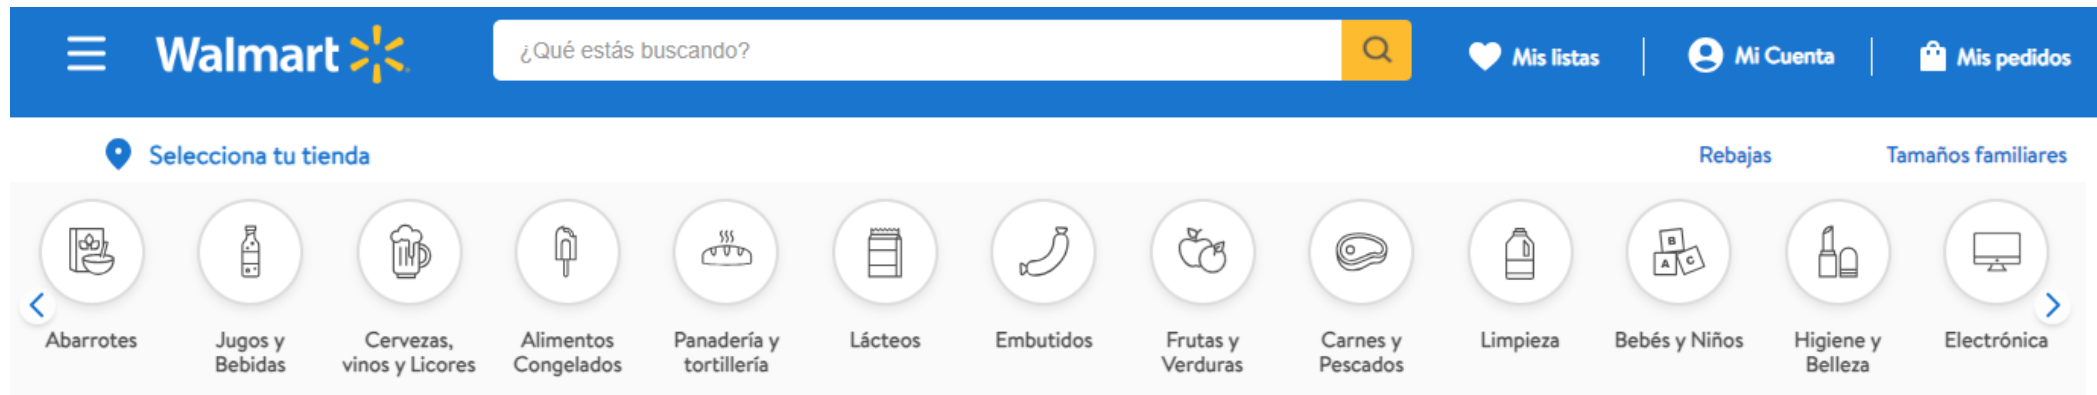 Walmart
¿Qué estás buscando?
Mis listas
Mi Cuenta
Mis pedidos
Selecciona tu tienda
Rebajas
Tamaños familiares
Abarrotes
Jugos y
Bebidas
Cervezas,
vinos y Licores
Alimentos
Congelados
Panadería y
tortillería
Lácteos
Embutidos
Frutas y
Verduras
Carnes y
Pescados
Limpieza
B
A C
Bebés y Niños
Higiene y
Belleza
Electrónica